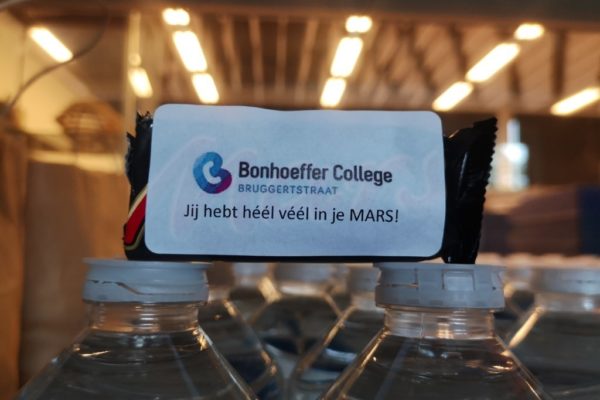 Bonhoeffer College
BRUGGERTSTRAAT
Jij hebt héél véél in je MARS!